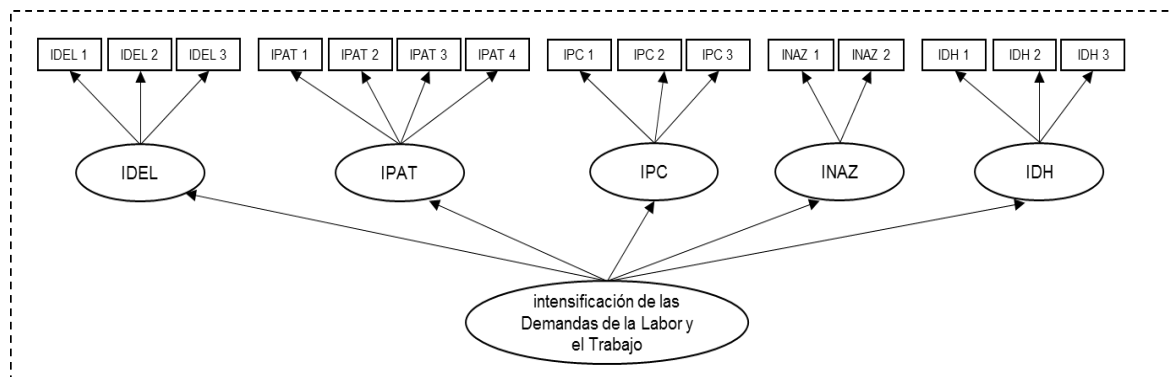 IDEL 1 IDEL 2 IDEL 3 IPAT 1 IPAT 2 IPAT 3 IPAT 4 IPC 1 IPC 2 IPC 3 INAZ 1 INAZ 2 IDH 1 IDH 2 IDH 3
IDEL IPAT IPC INAZ IDH
intensificación de las
Demandas de la Labor y
el Trabajo